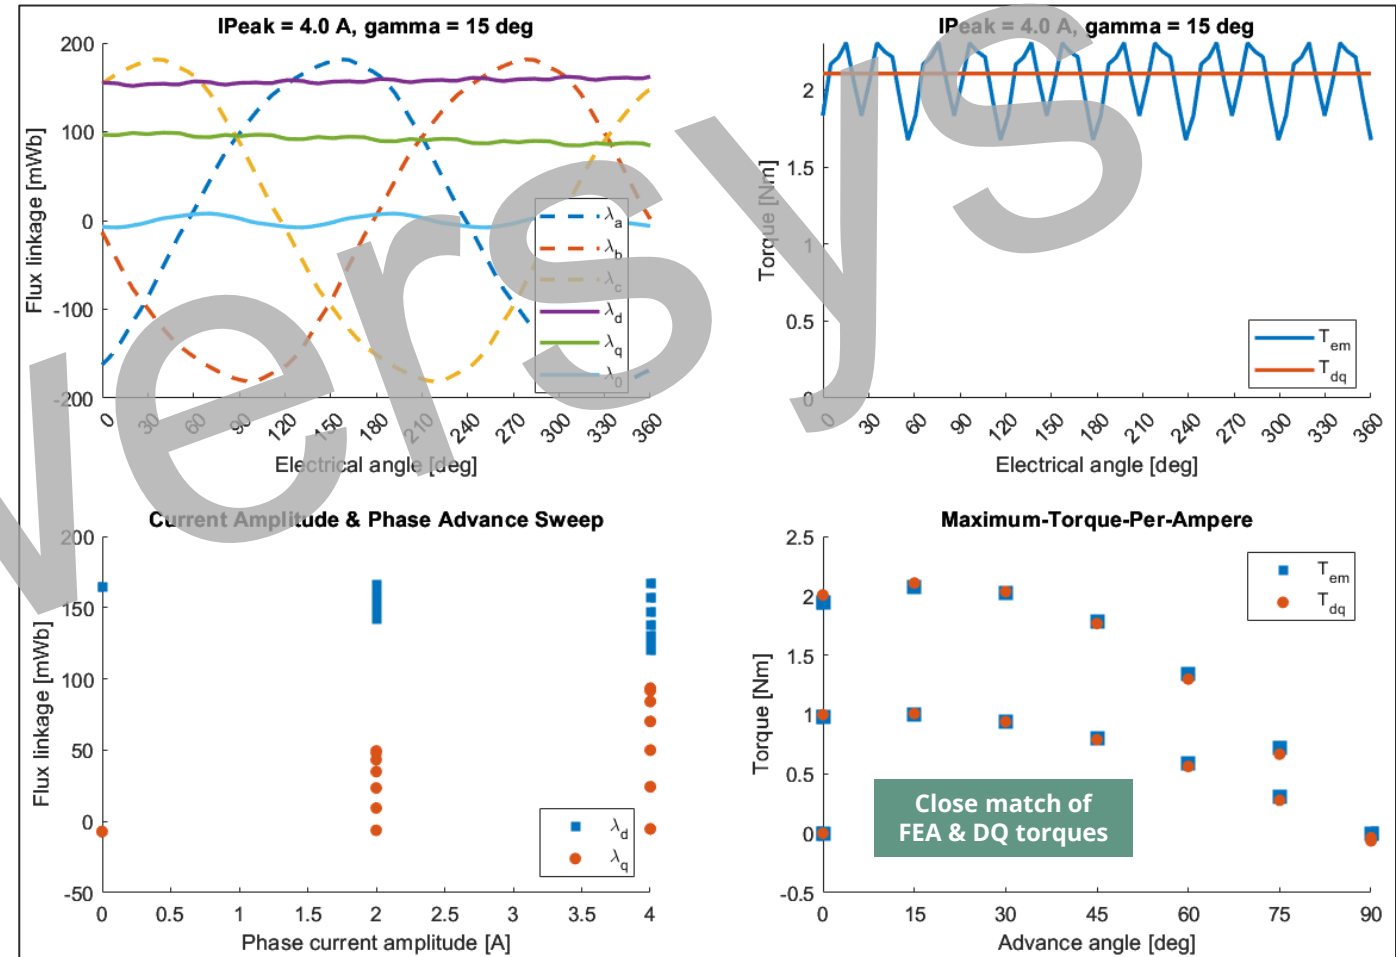 IPeak = 4.0 A, gamma = 15 deg
200
100
0
-100
-200
Flux linkage [mWb]
0
30
60
90
120
150
180
210
240
270
300
330
360
Electrical angle [deg]
λa
λb
λc
λd
λq
λ0
IPeak = 4.0 A, gamma = 15 deg
2
1.5
1
0.5
0
Torque [Nm]
0
30
60
90
120
150
180
210
240
270
300
330
360
Electrical angle [deg]
Tem
Tdq
Current Amplitude & Phase Advance Sweep
200
150
100
50
0
-50
Flux linkage [mWb]
0
0.5
1
1.5
2
2.5
3
3.5
4
Phase current amplitude [A]
λd
λq
Maximum-Torque-Per-Ampere
2.5
2
1.5
1
0.5
0
-0.5
Torque [Nm]
0
15
30
45
60
75
90
Advance angle [deg]
Tem
Tdq
Close match of
FEA & DQ torques
versys